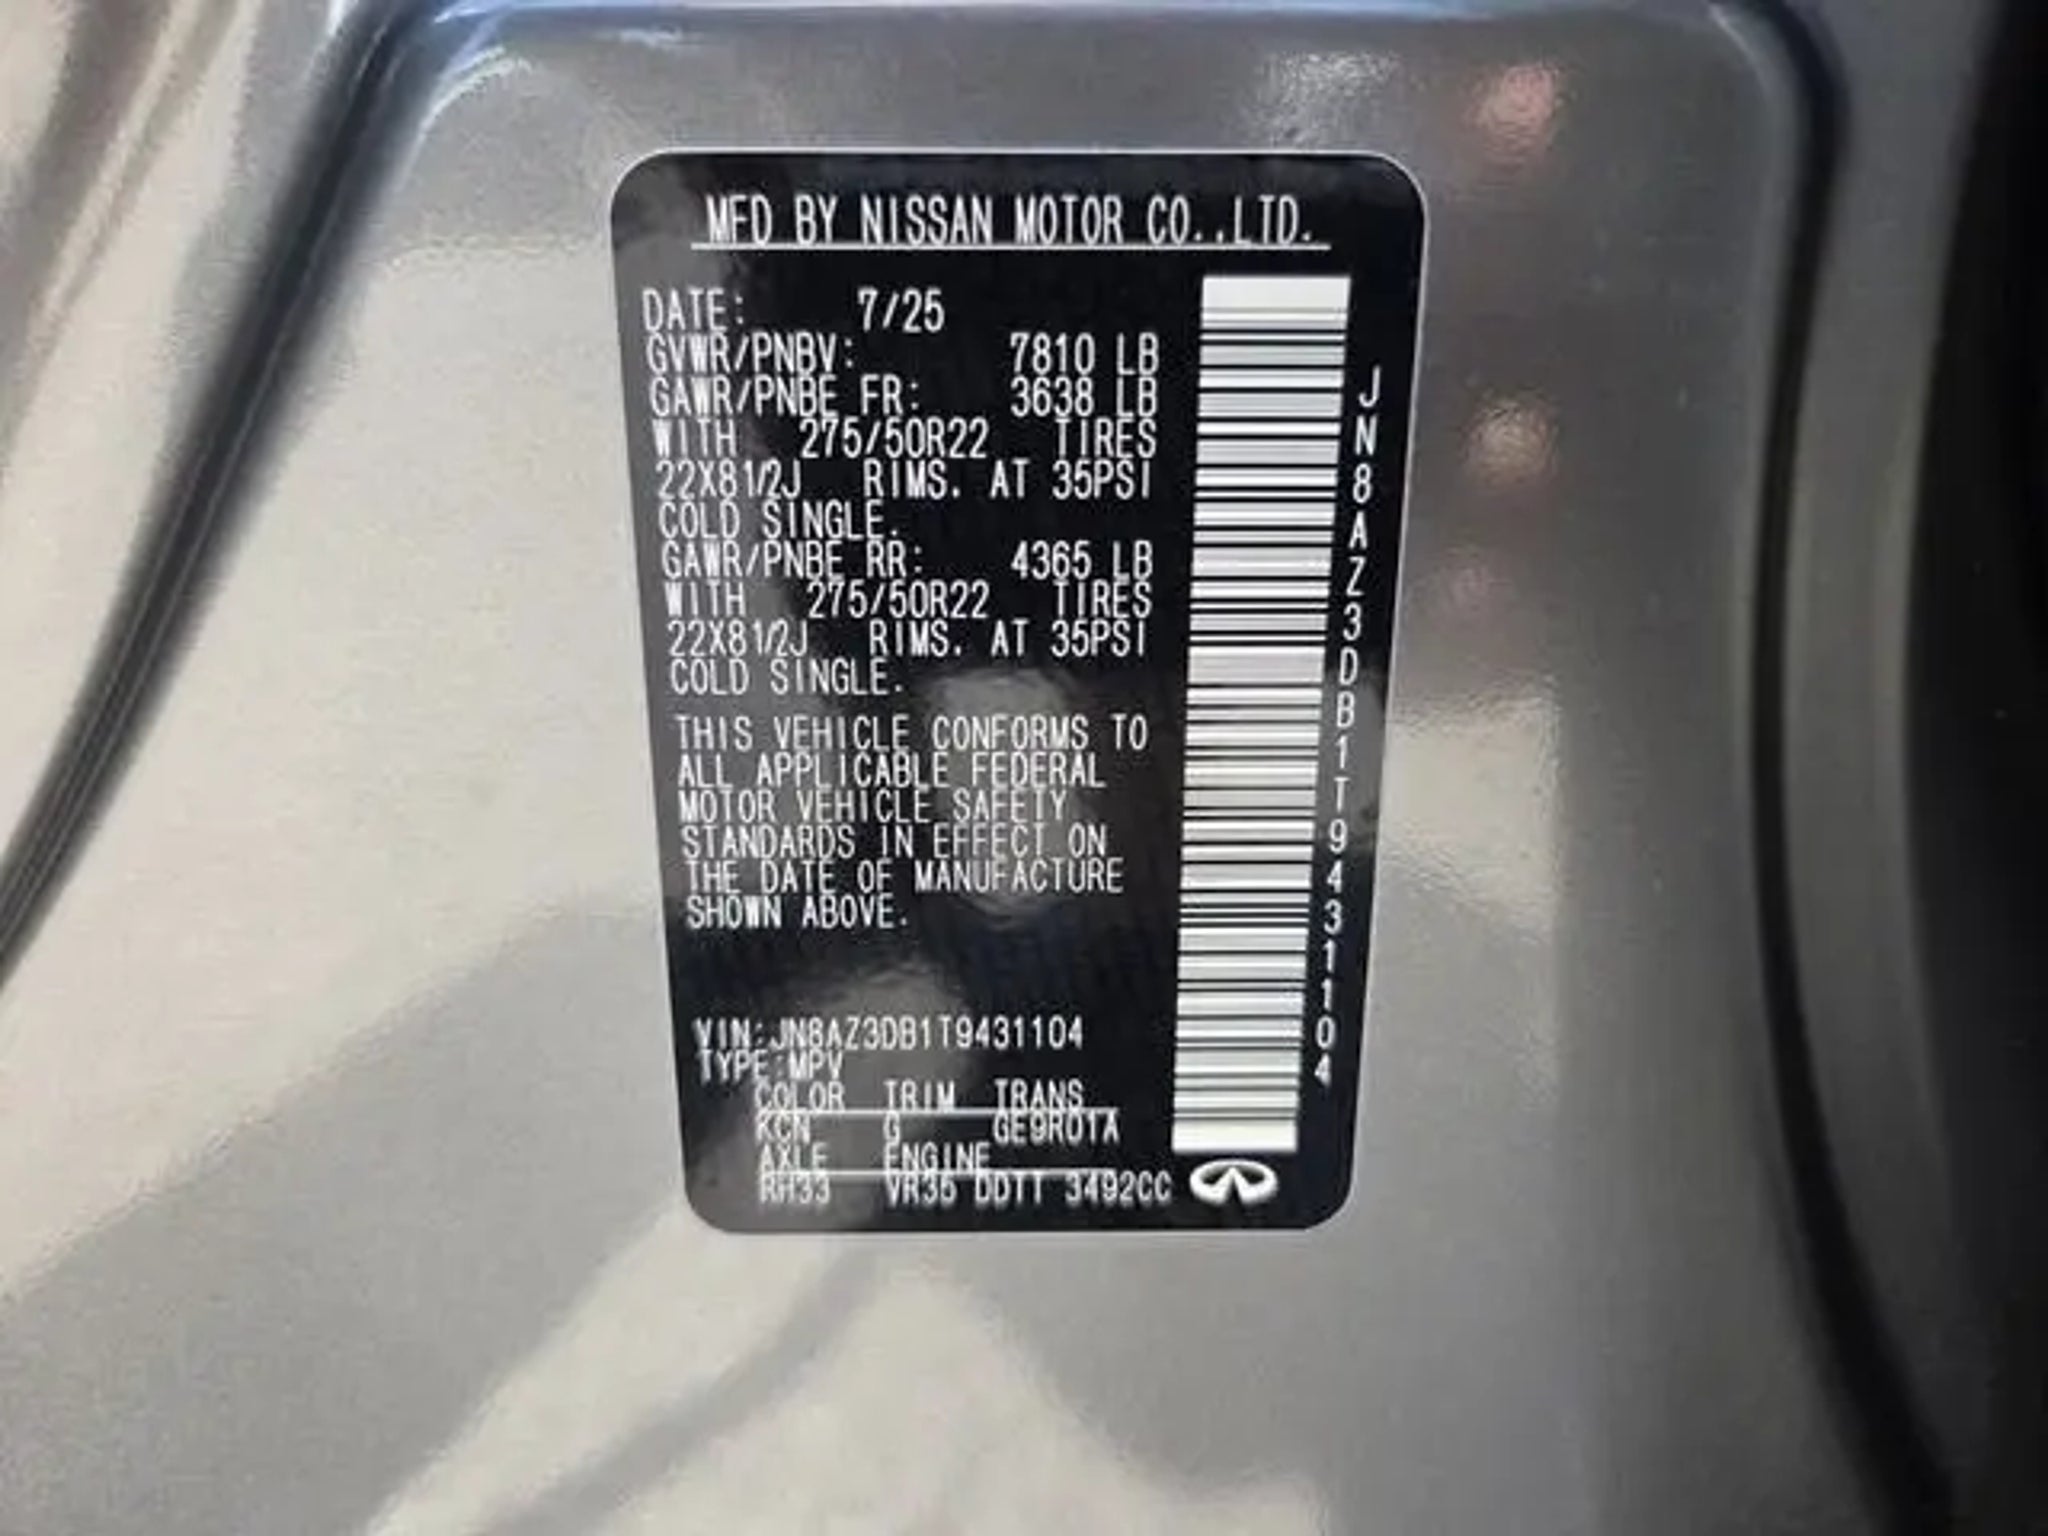 MFD BY NISSAN MOTOR CO.,LTD.
DATE: 7/25
GVWR/PNBV: 7810 LB
GAWR/PNBE FR: 3638 LB
WITH 275/50R22 TIRES
22X81/2J RIMS. AT 35PSI
COLD SINGLE.
GAWR/PNBE RR: 4365 LB
WITH 275/50R22 TIRES
22X81/2J RIMS. AT 35PSI
COLD SINGLE.
THIS VEHICLE CONFORMS TO
ALL APPLICABLE FEDERAL
MOTOR VEHICLE SAFETY
STANDARDS IN EFFECT ON
THE DATE OF MANUFACTURE
SHOWN ABOVE.
VIN:JN8AZ3DB1T9431104
TYPE:MPV
COLOR TRIM TRANS
KCN G GE9R01A
AXLE ENGINE
RH33 VR35 DDTT 3492CC
JN8AZ3DB1T9431104